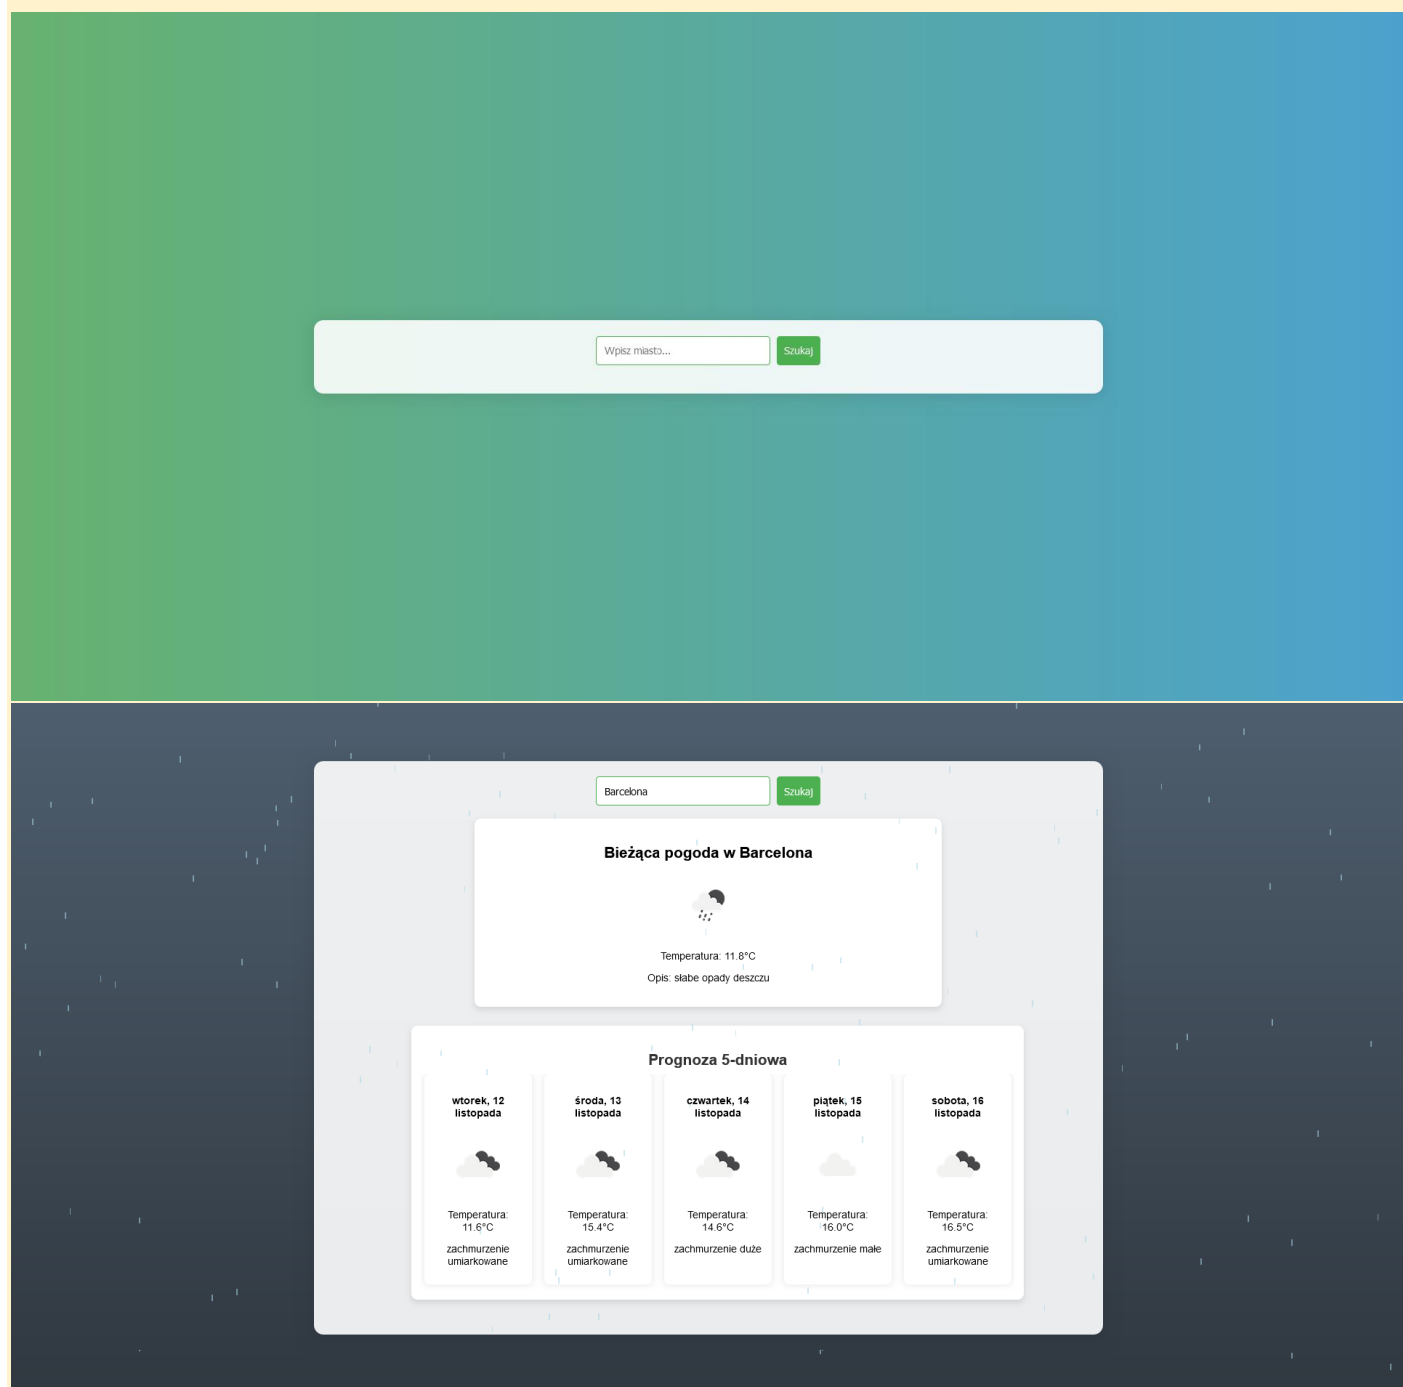 Wpisz miasto...
Szukaj
Barcelona
Szukaj
Bieżąca pogoda w Barcelona
Temperatura: 11.8°C
Opis: słabe opady deszczu
Prognoza 5-dniowa
wtorek, 12
listopada
Temperatura:
11.6°C
zachmurzenie
umiarkowane
środa, 13
listopada
Temperatura:
15.4°C
zachmurzenie
umiarkowane
czwartek, 14
listopada
Temperatura:
14.6°C
zachmurzenie duże
piątek, 15
listopada
Temperatura:
16.0°C
zachmurzenie małe
sobota, 16
listopada
Temperatura:
16.5°C
zachmurzenie
umiarkowane